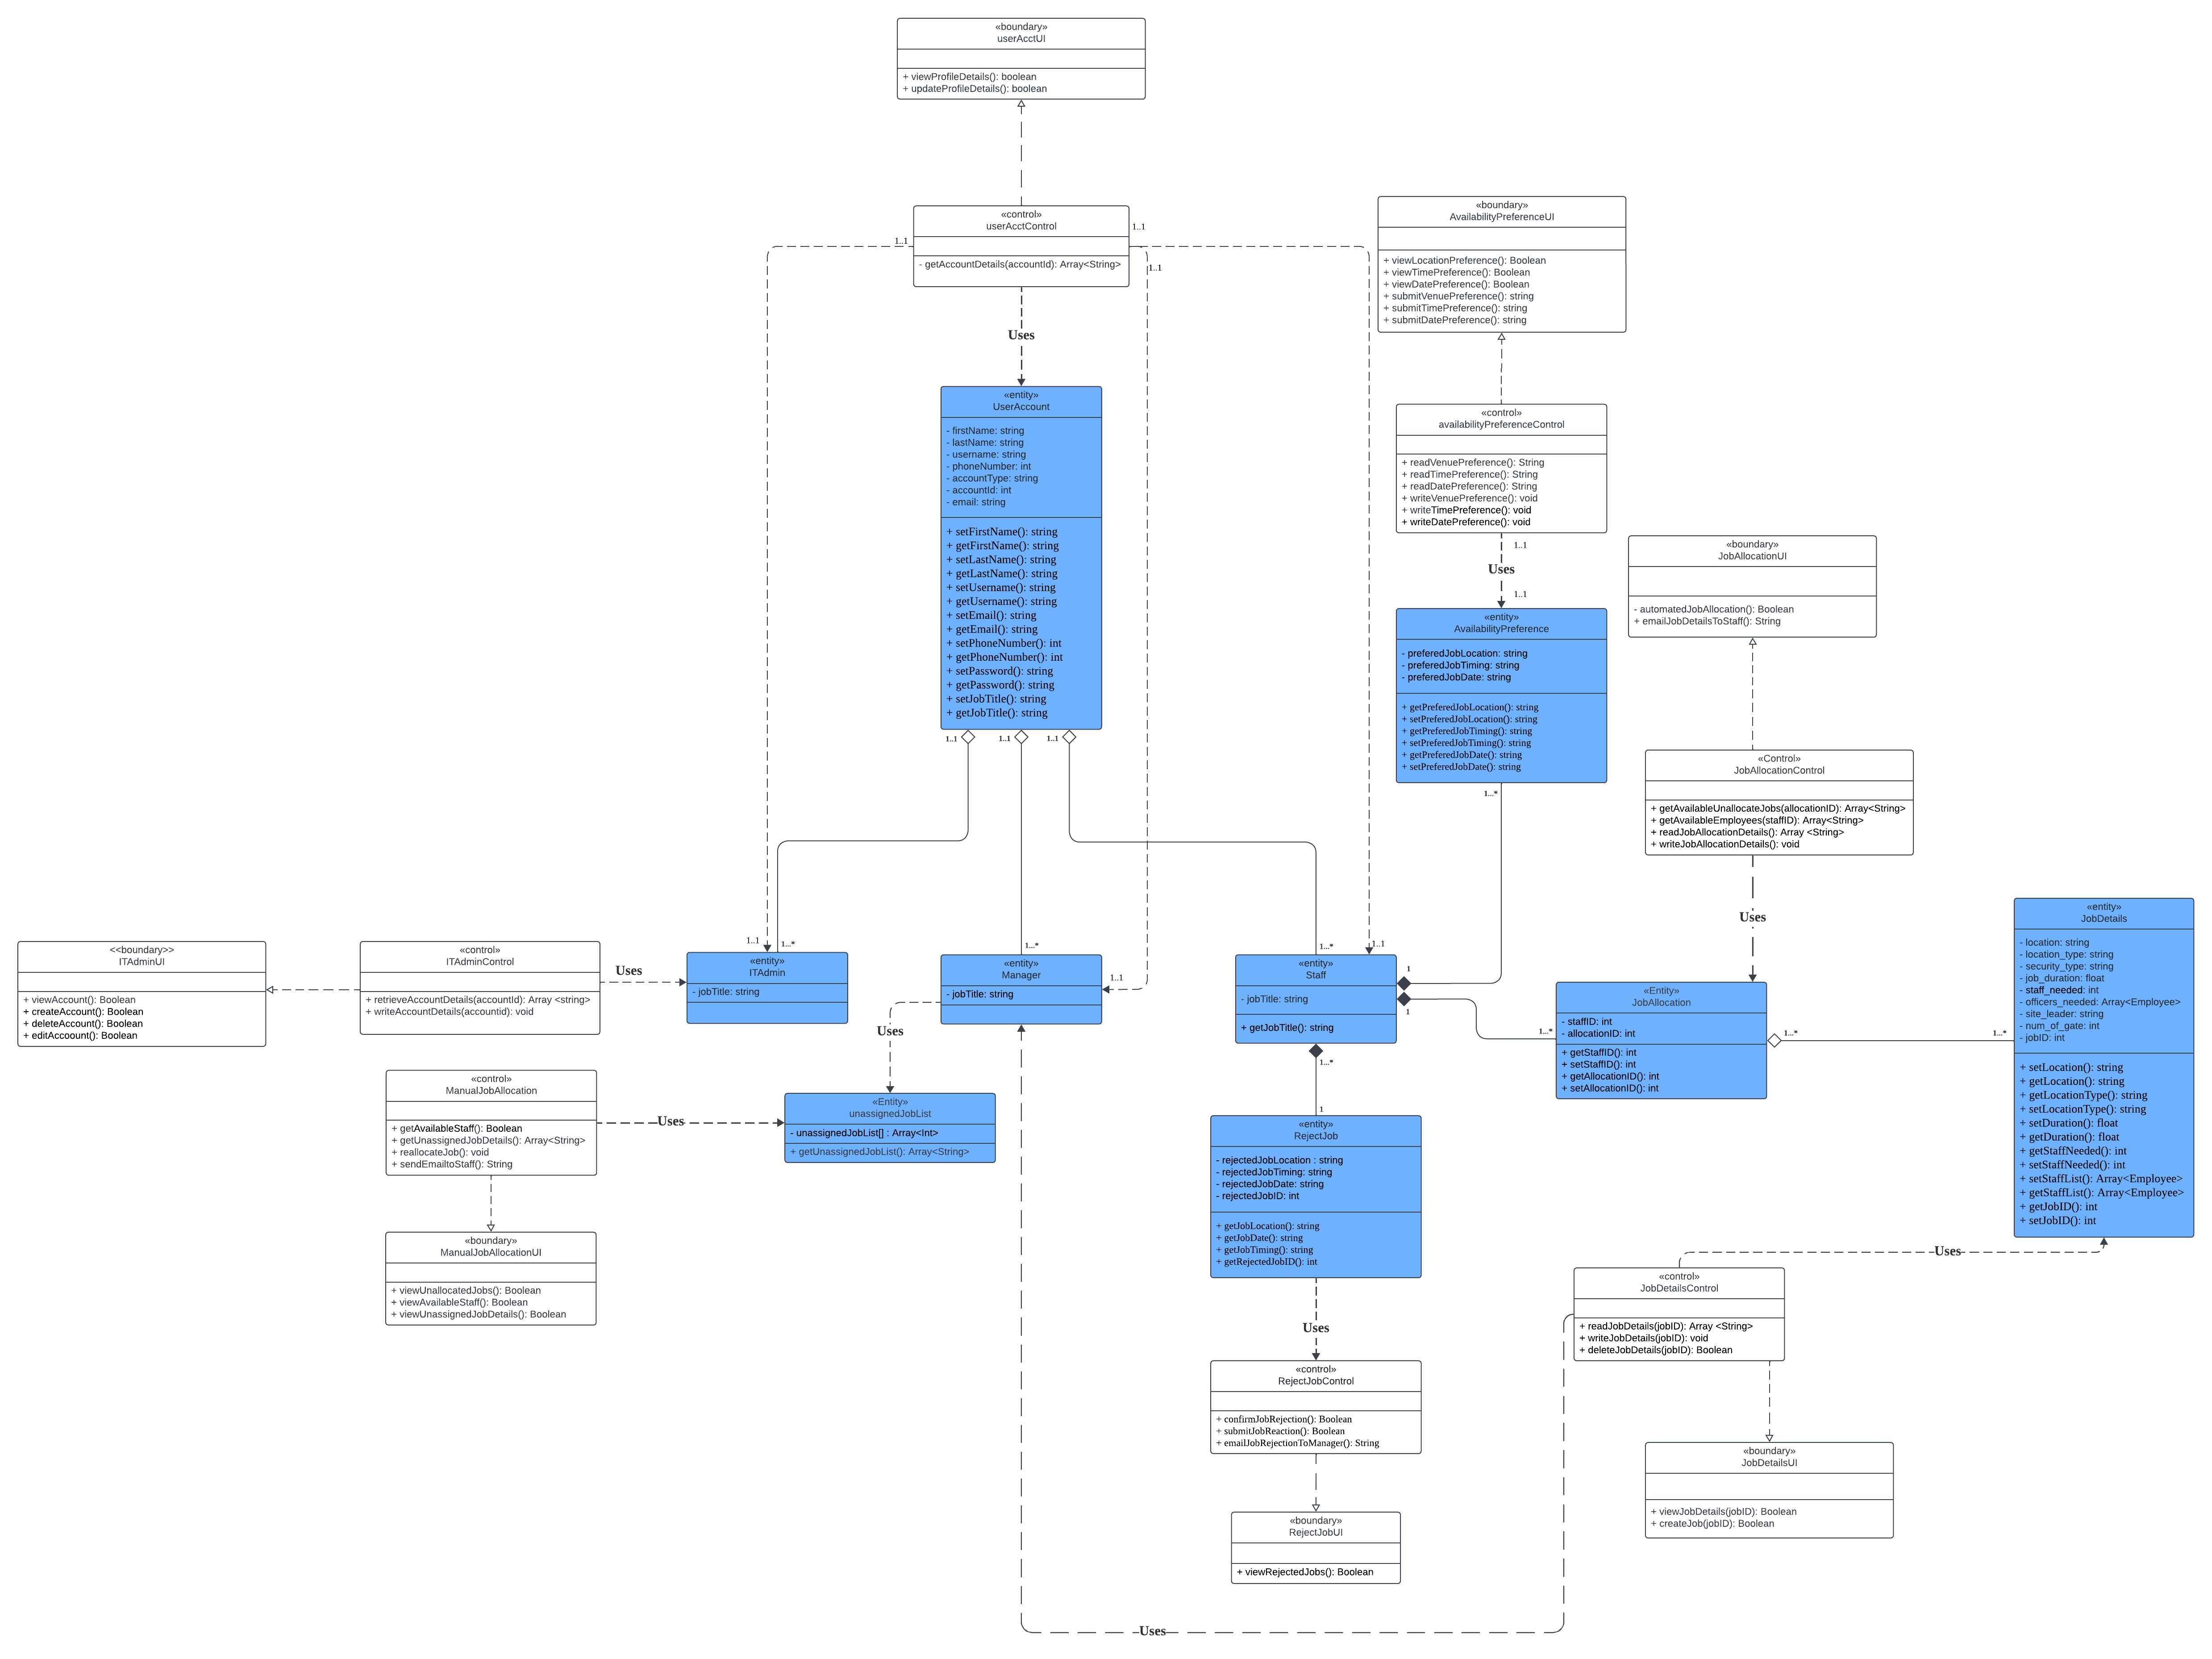 «boundary»
userAcctUI
+ viewProfileDetails(): boolean
+ updateProfileDetails(): boolean
«control»
userAcctControl
- getAccountDetails(accountId): Array<String>
1..1
1..1
1..1
Uses
«boundary»
AvailabilityPreferenceUI
+ viewLocationPreference(): Boolean
+ viewTimePreference(): Boolean
+ viewDatePreference(): Boolean
+ submitVenuePreference(): string
+ submitTimePreference(): string
+ submitDatePreference(): string
«entity»
UserAccount
- firstName: string
- lastName: string
- username: string
- phoneNumber: int
- accountType: string
- accountId: int
- email: string
+ setFirstName(): string
+ getFirstName(): string
+ setLastName(): string
+ getLastName(): string
+ setUsername(): string
+ getUsername(): string
+ setEmail(): string
+ getEmail(): string
+ setPhoneNumber(): int
+ getPhoneNumber(): int
+ setPassword(): string
+ getPassword(): string
+ setJobTitle(): string
+ getJobTitle(): string
1..1
1..1
1..1
«control»
availabilityPreferenceControl
+ readVenuePreference(): String
+ readTimePreference(): String
+ readDatePreference(): String
+ writeVenuePreference(): void
+ writeTimePreference(): void
+ writeDatePreference(): void
1..1
Uses
1..1
«entity»
AvailabilityPreference
- preferedJobLocation: string
- preferedJobTiming: string
- preferedJobDate: string
+ getPreferedJobLocation(): string
+ setPreferedJobLocation(): string
+ getPreferedJobTiming(): string
+ setPreferedJobTiming(): string
+ getPreferedJobDate(): string
+ setPreferedJobDate(): string
1...*
«boundary»
JobAllocationUI
- automatedJobAllocation(): Boolean
+ emailJobDetailsToStaff(): String
«Control»
JobAllocationControl
+ getAvailableUnallocateJobs(allocationID): Array<String>
+ getAvailableEmployees(staffID): Array<String>
+ readJobAllocationDetails(): Array <String>
+ writeJobAllocationDetails(): void
Uses
<<boundary>>
ITAdminUI
+ viewAccount(): Boolean
+ createAccount(): Boolean
+ deleteAccount(): Boolean
+ editAccoount(): Boolean
«control»
ITAdminControl
+ retrieveAccountDetails(accountId): Array <string>
+ writeAccountDetails(accountid): void
Uses
1..1
1...*
«entity»
ITAdmin
- jobTitle: string
1...*
«entity»
Manager
- jobTitle: string
1..1
Uses
1...*
1..1
«entity»
Staff
- jobTitle: string
+ getJobTitle(): string
1
1
1...*
1...*
«Entity»
JobAllocation
- staffID: int
- allocationID: int
+ getStaffID(): int
+ setStaffID(): int
+ getAllocationID(): int
+ setAllocationID(): int
1...*
1...*
«entity»
JobDetails
- location: string
- location_type: string
- security_type: string
- job_duration: float
- staff_needed: int
- officers_needed: Array<Employee>
- site_leader: string
- num_of_gate: int
- jobID: int
+ setLocation(): string
+ getLocation(): string
+ getLocationType(): string
+ setLocationType(): string
+ setDuration(): float
+ getDuration(): float
+ getStaffNeeded(): int
+ setStaffNeeded(): int
+ setStaffList(): Array<Employee>
+ getStaffList(): Array<Employee>
+ getJobID(): int
+ setJobID(): int
«control»
ManualJobAllocation
+ getAvailableStaff(): Boolean
+ getUnassignedJobDetails(): Array<String>
+ reallocateJob(): void
+ sendEmailtoStaff(): String
Uses
«Entity»
unassignedJobList
- unassignedJobList[] : Array<Int>
+ getUnassignedJobList(): Array<String>
«boundary»
ManualJobAllocationUI
+ viewUnallocatedJobs(): Boolean
+ viewAvailableStaff(): Boolean
+ viewUnassignedJobDetails(): Boolean
1
«entity»
RejectJob
- rejectedJobLocation : string
- rejectedJobTiming: string
- rejectedJobDate: string
- rejectedJobID: int
+ getJobLocation(): string
+ getJobDate(): string
+ getJobTiming(): string
+ getRejectedJobID(): int
Uses
«control»
RejectJobControl
+ confirmJobRejection(): Boolean
+ submitJobReaction(): Boolean
+ emailJobRejectionToManager(): String
«boundary»
RejectJobUI
+ viewRejectedJobs(): Boolean
Uses
«control»
JobDetailsControl
+ readJobDetails(jobID): Array <String>
+ writeJobDetails(jobID): void
+ deleteJobDetails(jobID): Boolean
«boundary»
JobDetailsUI
+ viewJobDetails(jobID): Boolean
+ createJob(jobID): Boolean
Uses